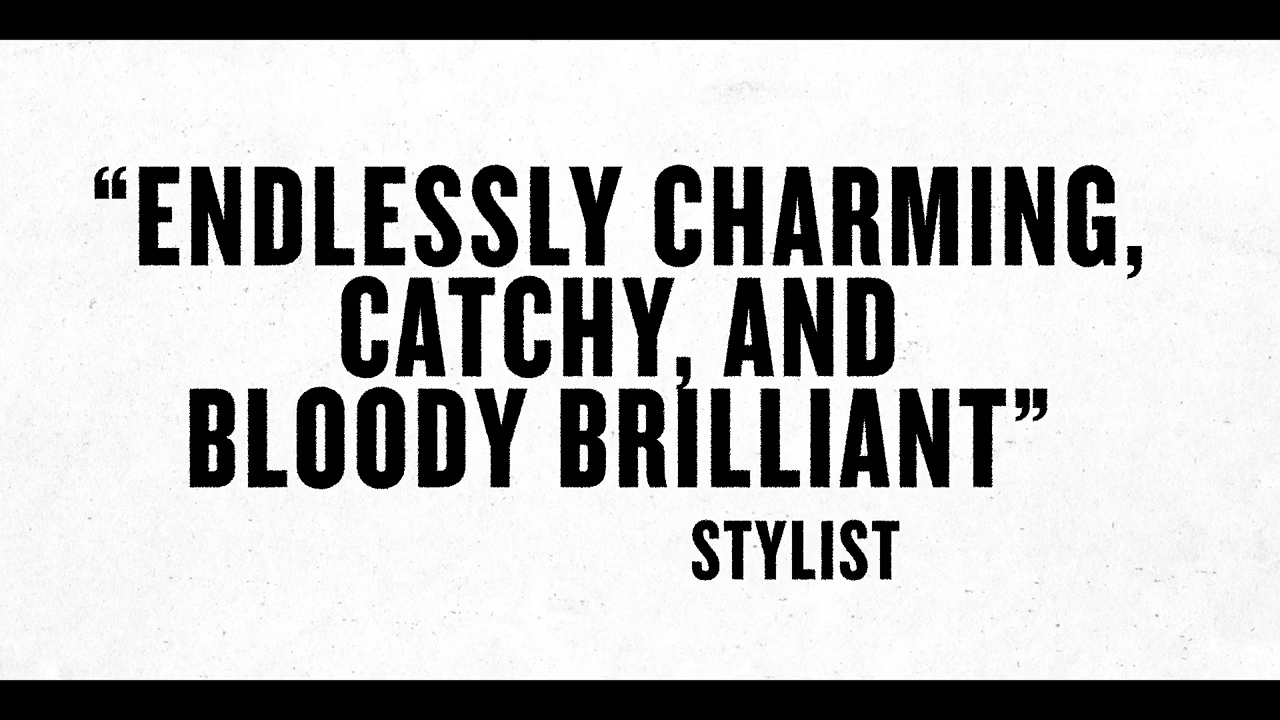 “ENDLESSLY CHARMING,
CATCHY, AND
BLOODY BRILLIANT”
STYLIST